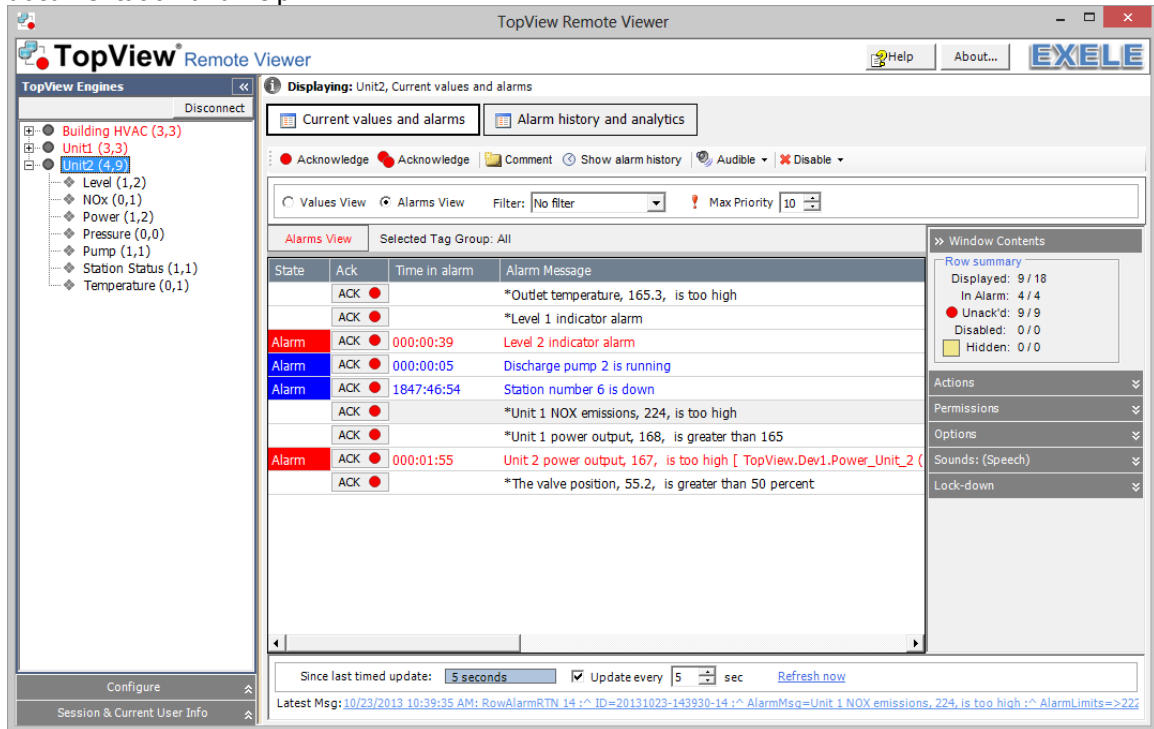 TopView Remote Viewer
TopView® Remote Viewer
Help
About...
EXELE
TopView Engines
Disconnect
Building HVAC (3,3)
Unit1 (3,3)
Unit2 (4,9)
Level (1,2)
NOx (0,1)
Power (1,2)
Pressure (0,0)
Pump (1,1)
Station Status (1,1)
Temperature (0,1)
Configure
Session & Current User Info
Displaying: Unit2, Current values and alarms
Current values and alarms
Alarm history and analytics
Acknowledge Acknowledge Comment Show alarm history Audible Disable
Values View Alarms View Filter: No filter Max Priority 10
Alarms View Selected Tag Group: All
State Ack Time in alarm Alarm Message
ACK *Outlet temperature, 165.3, is too high
ACK *Level 1 indicator alarm
Alarm ACK 000:00:39 Level 2 indicator alarm
Alarm ACK 000:00:05 Discharge pump 2 is running
Alarm ACK 1847:46:54 Station number 6 is down
ACK *Unit 1 NOX emissions, 224, is too high
ACK *Unit 1 power output, 168, is greater than 165
Alarm ACK 000:01:55 Unit 2 power output, 167, is too high [ TopView.Dev1.Power_Unit_2 (
ACK *The valve position, 55.2, is greater than 50 percent
Window Contents
Row summary
Displayed: 9 / 18
In Alarm: 4 / 4
Unack'd: 9 / 9
Disabled: 0 / 0
Hidden: 0 / 0
Actions
Permissions
Options
Sounds: (Speech)
Lock-down
Since last timed update: 5 seconds Update every 5 sec Refresh now
Latest Msg: 10/23/2013 10:39:35 AM: RowAlarmRTN 14 :^ ID=20131023-143930-14 :^ AlarmMsg=Unit 1 NOX emissions, 224, is too high :^ AlarmLimits=>222